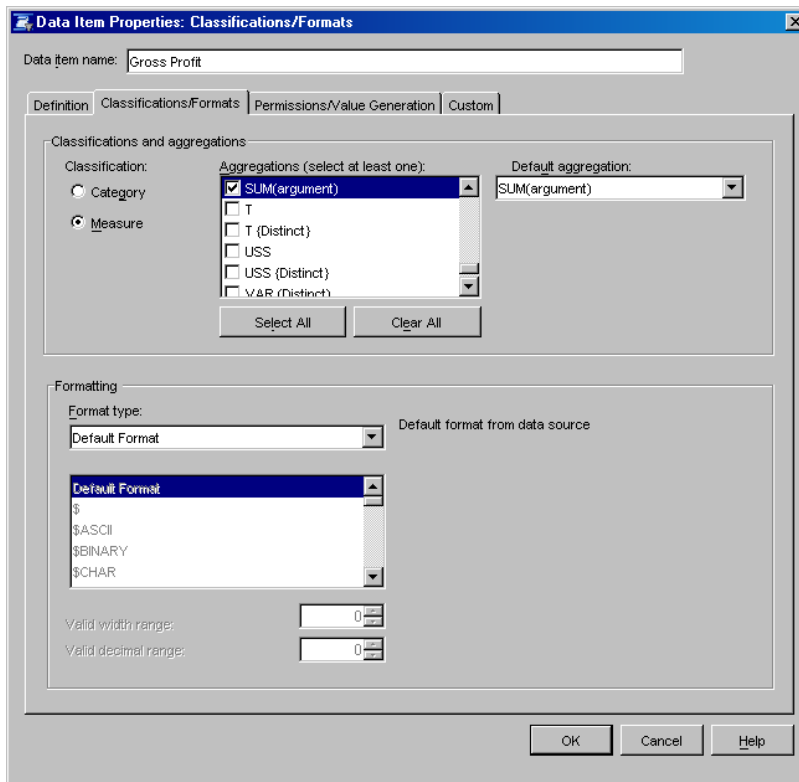 Data Item Properties: Classifications/Formats
Data item name: Gross Profit
Definition Classifications/Formats Permissions/Value Generation Custom
Classifications and aggregations
Classification: Aggregations (select at least one): Default aggregation:
SUM(argument) SUM(argument)
Category
T
Measure
T {Distinct}
USS
USS {Distinct}
VAR (Distinct)
Select All Clear All
Formatting
Format type:
Default Format Default format from data source
Default Format
$
$ASCII
$BINARY
$CHAR
Valid width range: 0
Valid decimal range: 0
OK Cancel Help